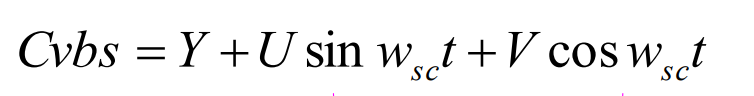 Cvbs = Y + U sin w_sc t + V cos w_sc t